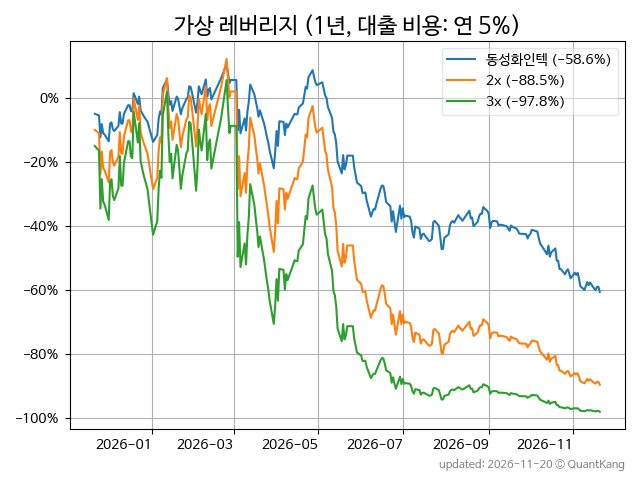 가상 레버리지 (1년, 대출 비용: 연 5%)
동성화인텍 (−58.6%)
2x (−88.5%)
3x (−97.8%)
0%
−20%
−40%
−60%
−80%
−100%
2026−01 2026−03 2026−05 2026−07 2026−09 2026−11
updated: 2026-11-20 © QuantKang